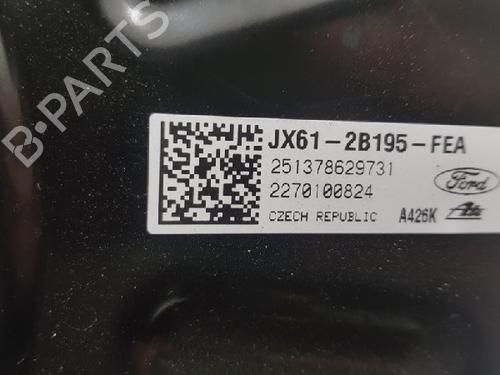 B-PARTS
JX61-2B195-FEA
251378629731
2270100824
CZECH REPUBLIC
Ford
A426K Ate